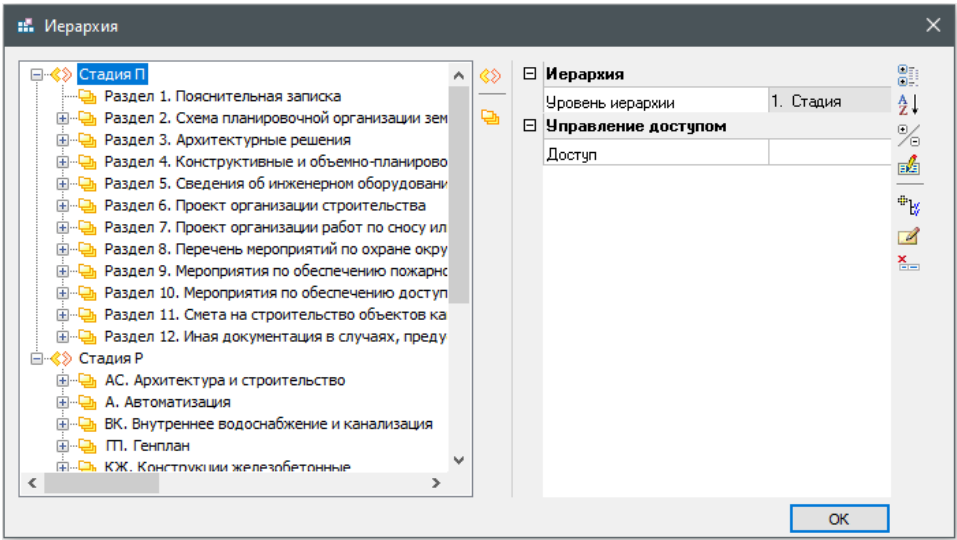 Иерархия
Стадия П
Раздел 1. Пояснительная записка
Раздел 2. Схема планировочной организации зем
Раздел 3. Архитектурные решения
Раздел 4. Конструктивные и объемно-планирово
Раздел 5. Сведения об инженерном оборудовани
Раздел 6. Проект организации строительства
Раздел 7. Проект организации работ по сносу ил
Раздел 8. Перечень мероприятий по охране окру
Раздел 9. Мероприятия по обеспечению пожарно
Раздел 10. Мероприятия по обеспечению доступ
Раздел 11. Смета на строительство объектов ка
Раздел 12. Иная документация в случаях, преду
Стадия Р
АС. Архитектура и строительство
А. Автоматизация
ВК. Внутреннее водоснабжение и канализация
ГП. Генплан
КЖ. Конструкции железобетонные
Иерархия
Уровень иерархии 1. Стадия
Управление доступом
Доступ
ОК